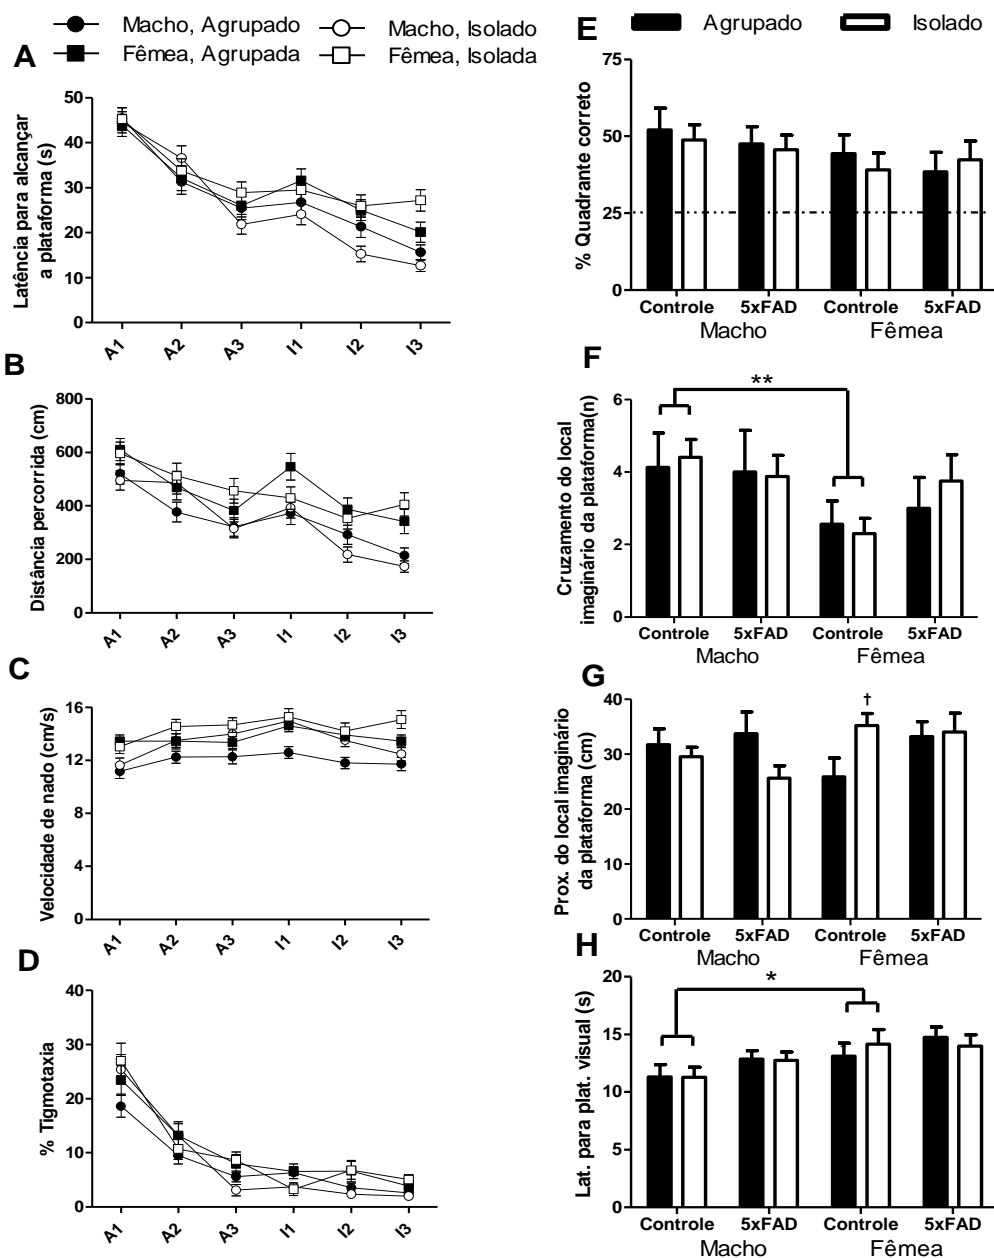 Macho, Agrupado
Macho, Isolado
Fêmea, Agrupada
Fêmea, Isolada
A
Latência para alcançar
a plataforma (s)
50
40
30
20
10
0
A1
A2
A3
I1
I2
I3
B
Distância percorrida (cm)
800
600
400
200
0
A1
A2
A3
I1
I2
I3
C
Velocidade de nado (cm/s)
16
12
8
4
0
A1
A2
A3
I1
I2
I3
D
% Tigmotaxia
40
30
20
10
0
A1
A2
A3
I1
I2
I3
E
Agrupado
Isolado
% Quadrante correto
75
50
25
0
Controle
5xFAD
Controle
5xFAD
Macho
Fêmea
F
**
Cruzamento do local
imaginário da plataforma(n)
6
4
2
0
Controle
5xFAD
Controle
5xFAD
Macho
Fêmea
G
†
Prox. do local imaginário
da plataforma (cm)
40
30
20
10
0
Controle
5xFAD
Controle
5xFAD
Macho
Fêmea
H
*
Lat. para plat. visual (s)
20
15
10
5
0
Controle
5xFAD
Controle
5xFAD
Macho
Fêmea